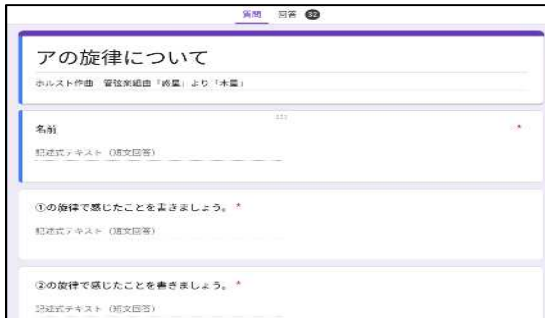 質問 回答 32
アの旋律について
ホルスト作曲 管弦楽組曲「惑星」より「木星」
名前 *
記述式テキスト（短文回答）
①の旋律で感じたことを書きましょう。 *
記述式テキスト（短文回答）
②の旋律で感じたことを書きましょう。 *
記述式テキスト（短文回答）